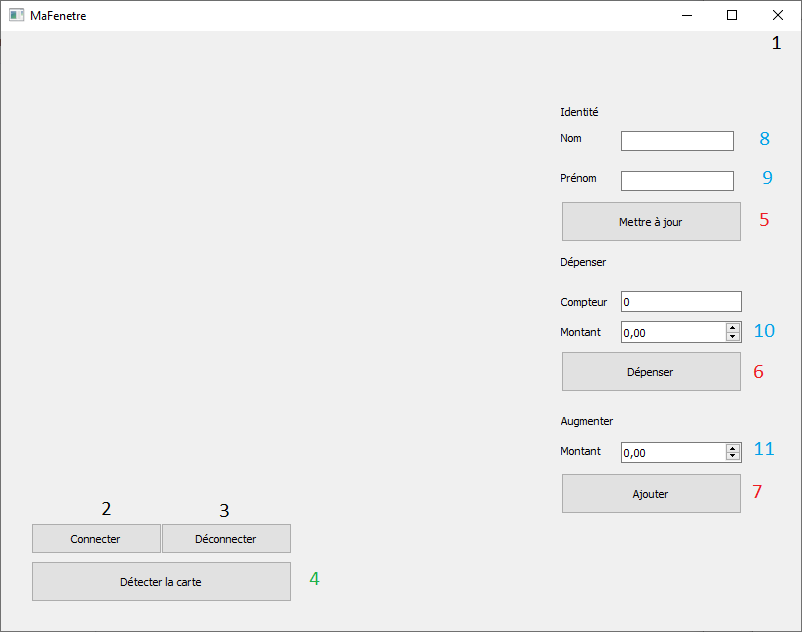 MaFenetre
1
Identité
Nom 8
Prénom 9
Mettre à jour 5
Dépenser
Compteur 0
Montant 0,00 10
Dépenser 6
Augmenter
Montant 0,00 11
Ajouter 7
2 3
Connecter Déconnecter
Détecter la carte 4